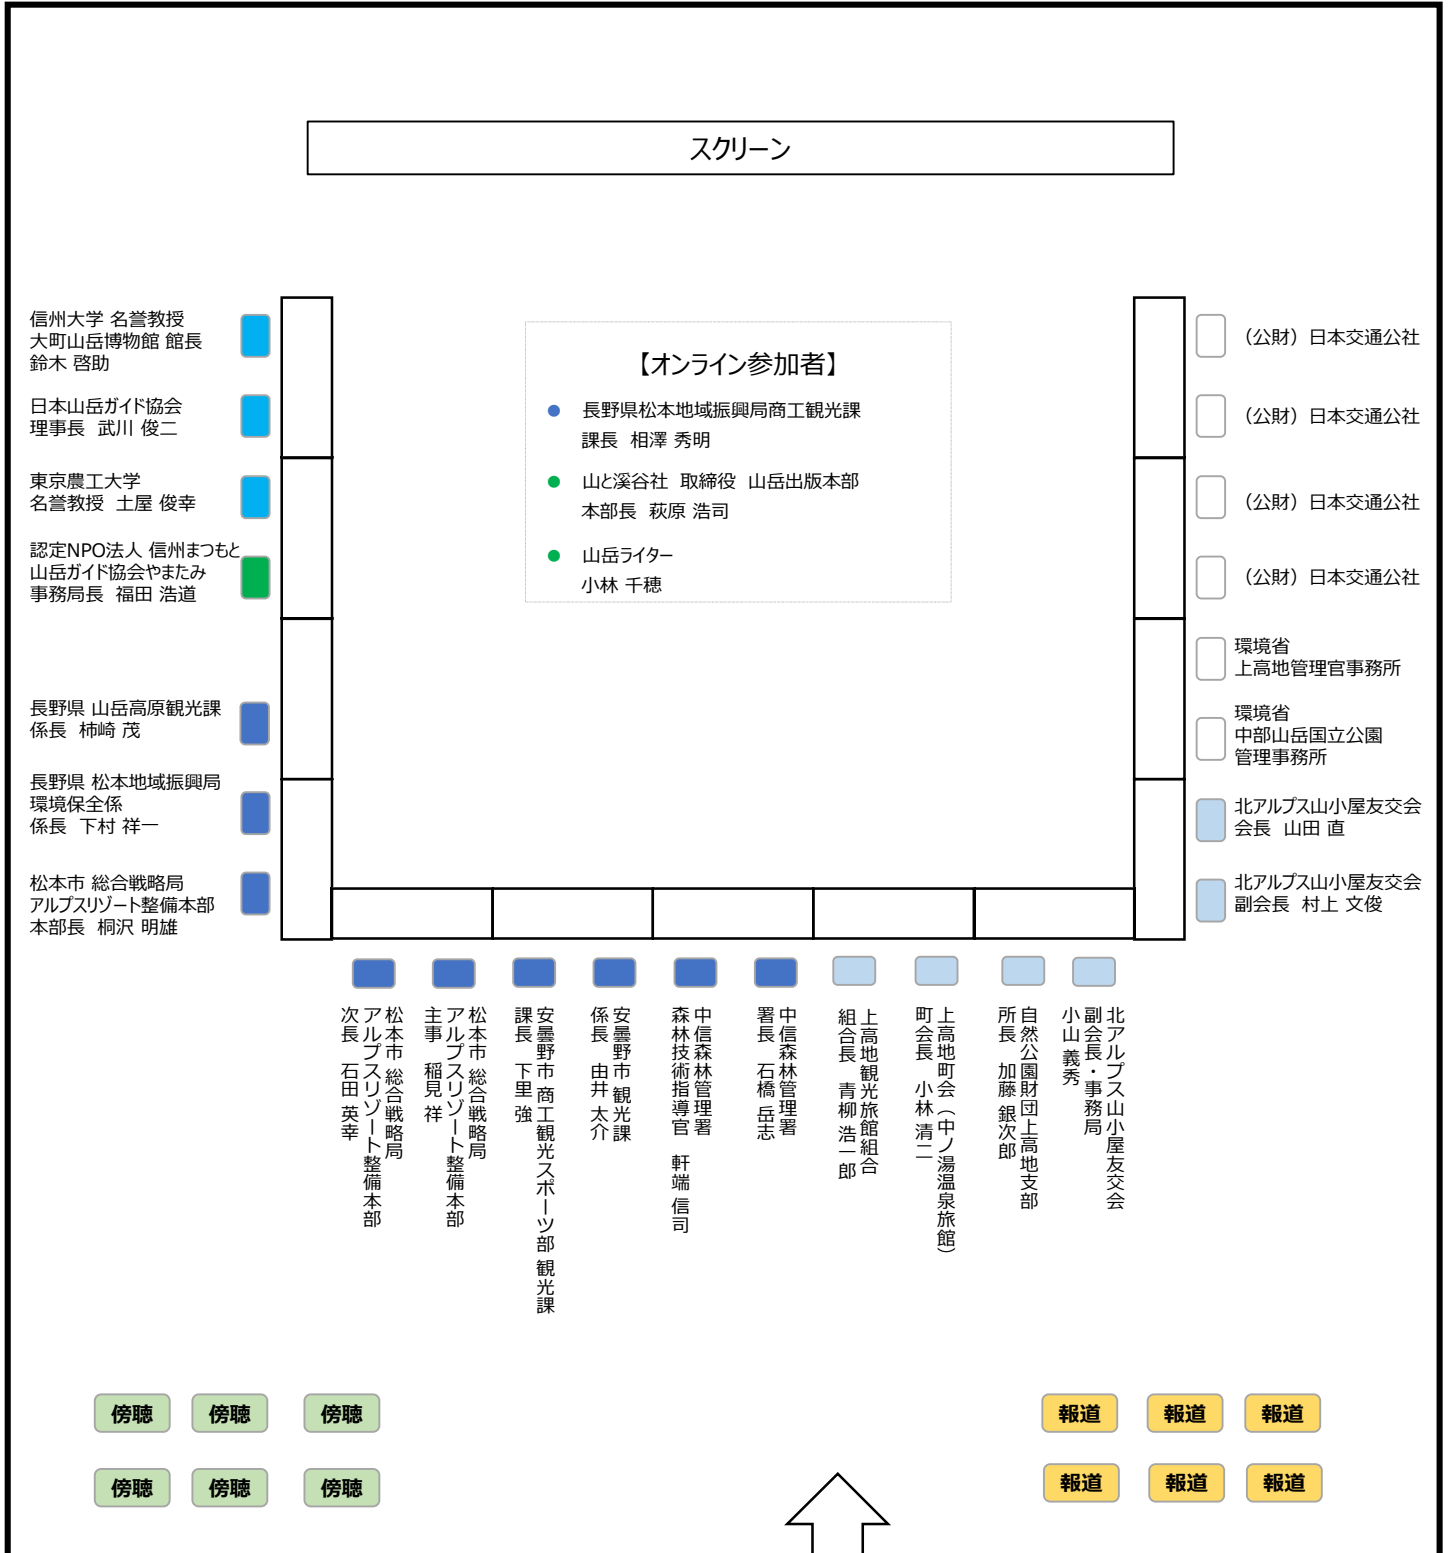 スクリーン
信州大学 名誉教授
大町山岳博物館 館長
鈴木 啓助
日本山岳ガイド協会
理事長 武川 俊二
東京農工大学
名誉教授 土屋 俊幸
認定NPO法人 信州まつもと
山岳ガイド協会やまたみ
事務局長 福田 浩道
長野県 山岳高原観光課
係長 柿崎 茂
長野県 松本地域振興局
環境保全係
係長 下村 祥一
松本市 総合戦略局
アルプスリゾート整備本部
本部長 桐沢 明雄
【オンライン参加者】
● 長野県松本地域振興局商工観光課
課長 相澤 秀明
● 山と溪谷社 取締役 山岳出版本部
本部長 萩原 浩司
● 山岳ライター
小林 千穂
（公財）日本交通公社
（公財）日本交通公社
（公財）日本交通公社
（公財）日本交通公社
環境省
上高地管理官事務所
環境省
中部山岳国立公園
管理事務所
北アルプス山小屋友交会
会長 山田 直
北アルプス山小屋友交会
副会長 村上 文俊
松本市 総合戦略局
アルプスリゾート整備本部
次長 石田 英幸
松本市 総合戦略局
アルプスリゾート整備本部
主事 稲見 祥
安曇野市 商工観光スポーツ部 観光課
課長 下里 強
安曇野市 観光課
係長 由井 太介
中信森林管理署
森林技術指導官 軒端 信司
中信森林管理署
署長 石橋 岳志
上高地観光旅館組合
組合長 青柳 浩一郎
上高地町会（中ノ湯温泉旅館）
町会長 小林 清二
自然公園財団上高地支部
所長 加藤 銀次郎
北アルプス山小屋友交会
副会長・事務局
小山 義秀
傍聴 傍聴 傍聴
傍聴 傍聴 傍聴
報道 報道 報道
報道 報道 報道